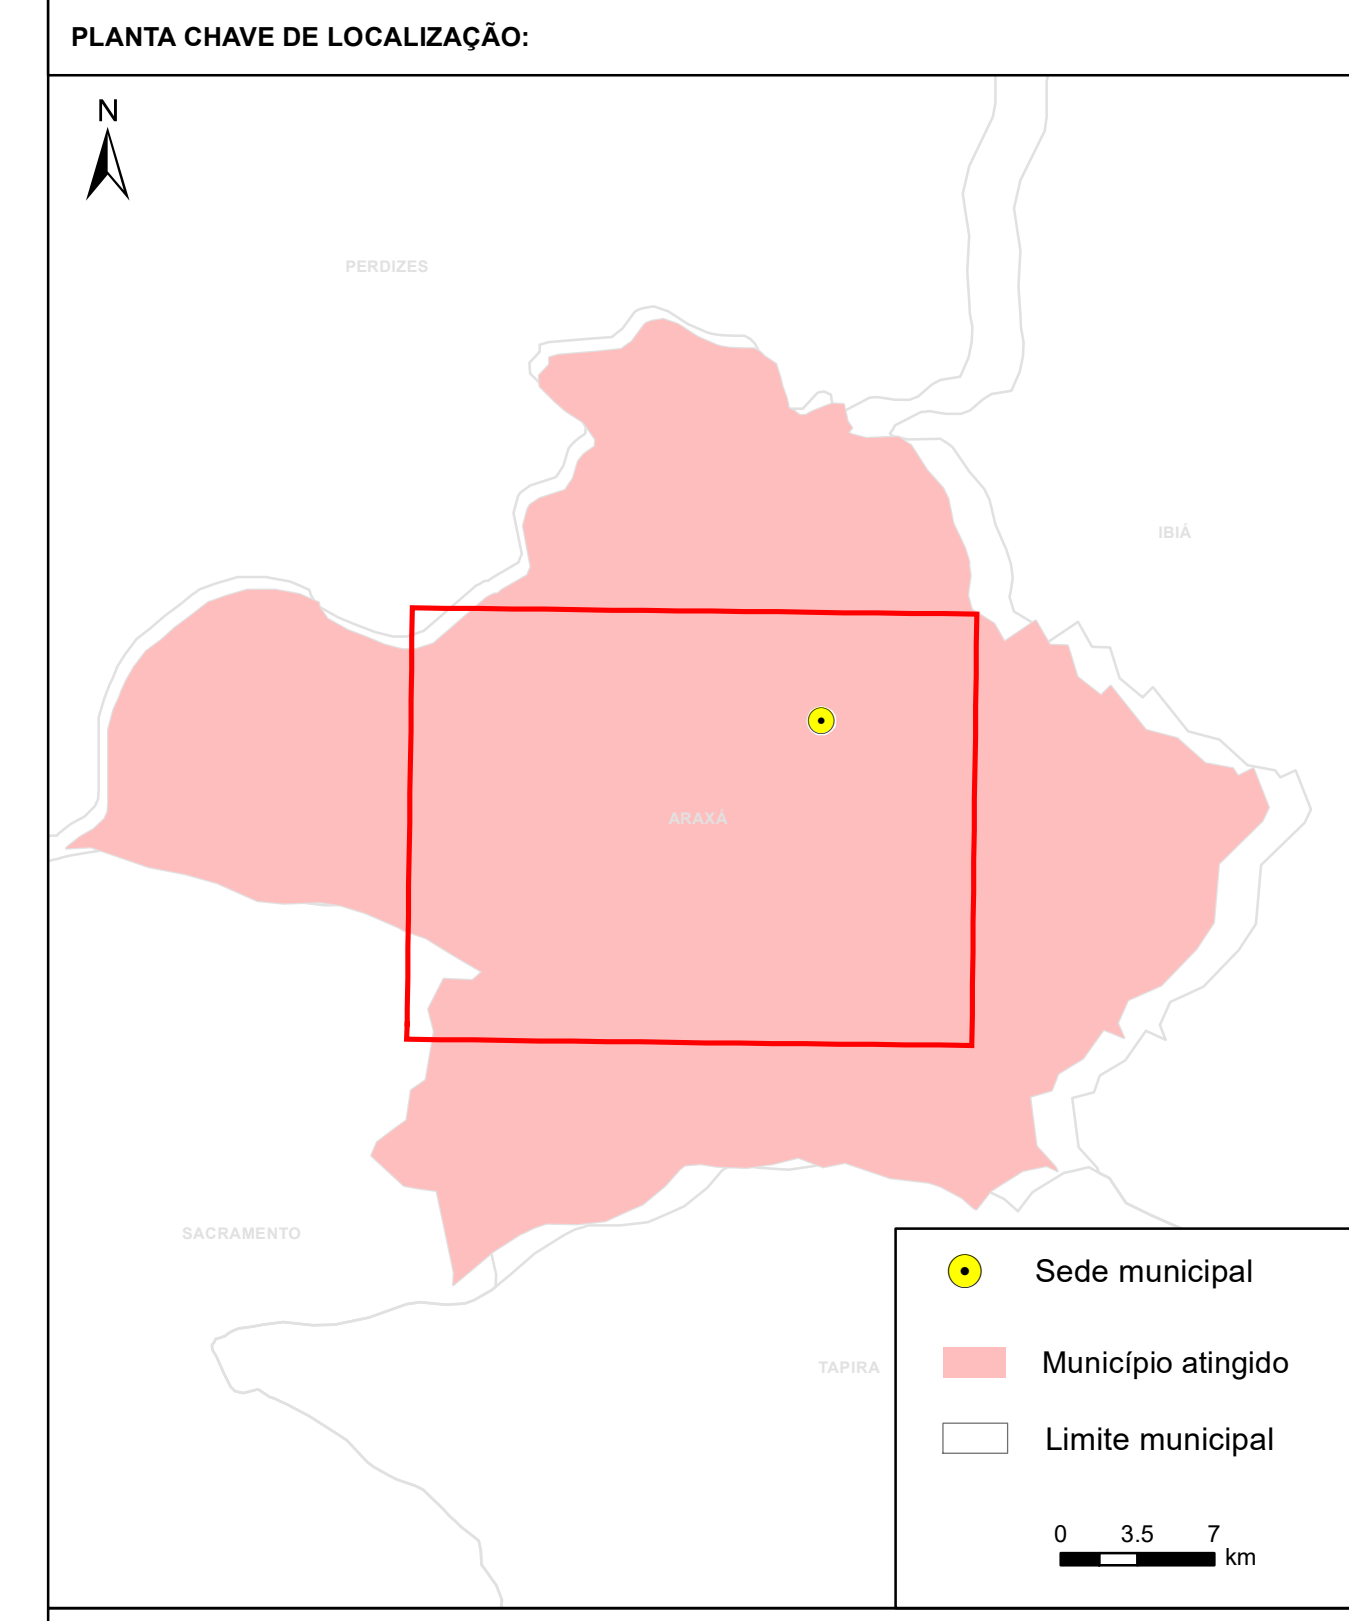 PLANTA CHAVE DE LOCALIZAÇÃO:
N
PERDIZES
IBIÁ
ARAXÁ
SACRAMENTO
TAPIRA
Sede municipal
Município atingido
Limite municipal
0 3.5 7
km